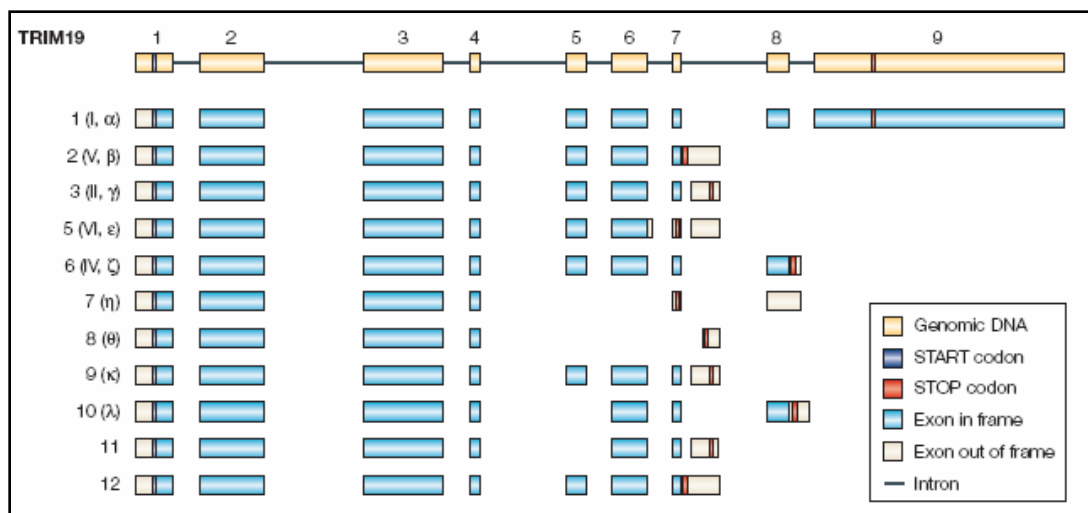 TRIM19 1 2 3 4 5 6 7 8 9
1 (I, α)
2 (V, β)
3 (II, γ)
5 (VI, ε)
6 (IV, ζ)
7 (η)
8 (θ)
9 (κ)
10 (λ)
11
12
Genomic DNA
START codon
STOP codon
Exon in frame
Exon out of frame
Intron